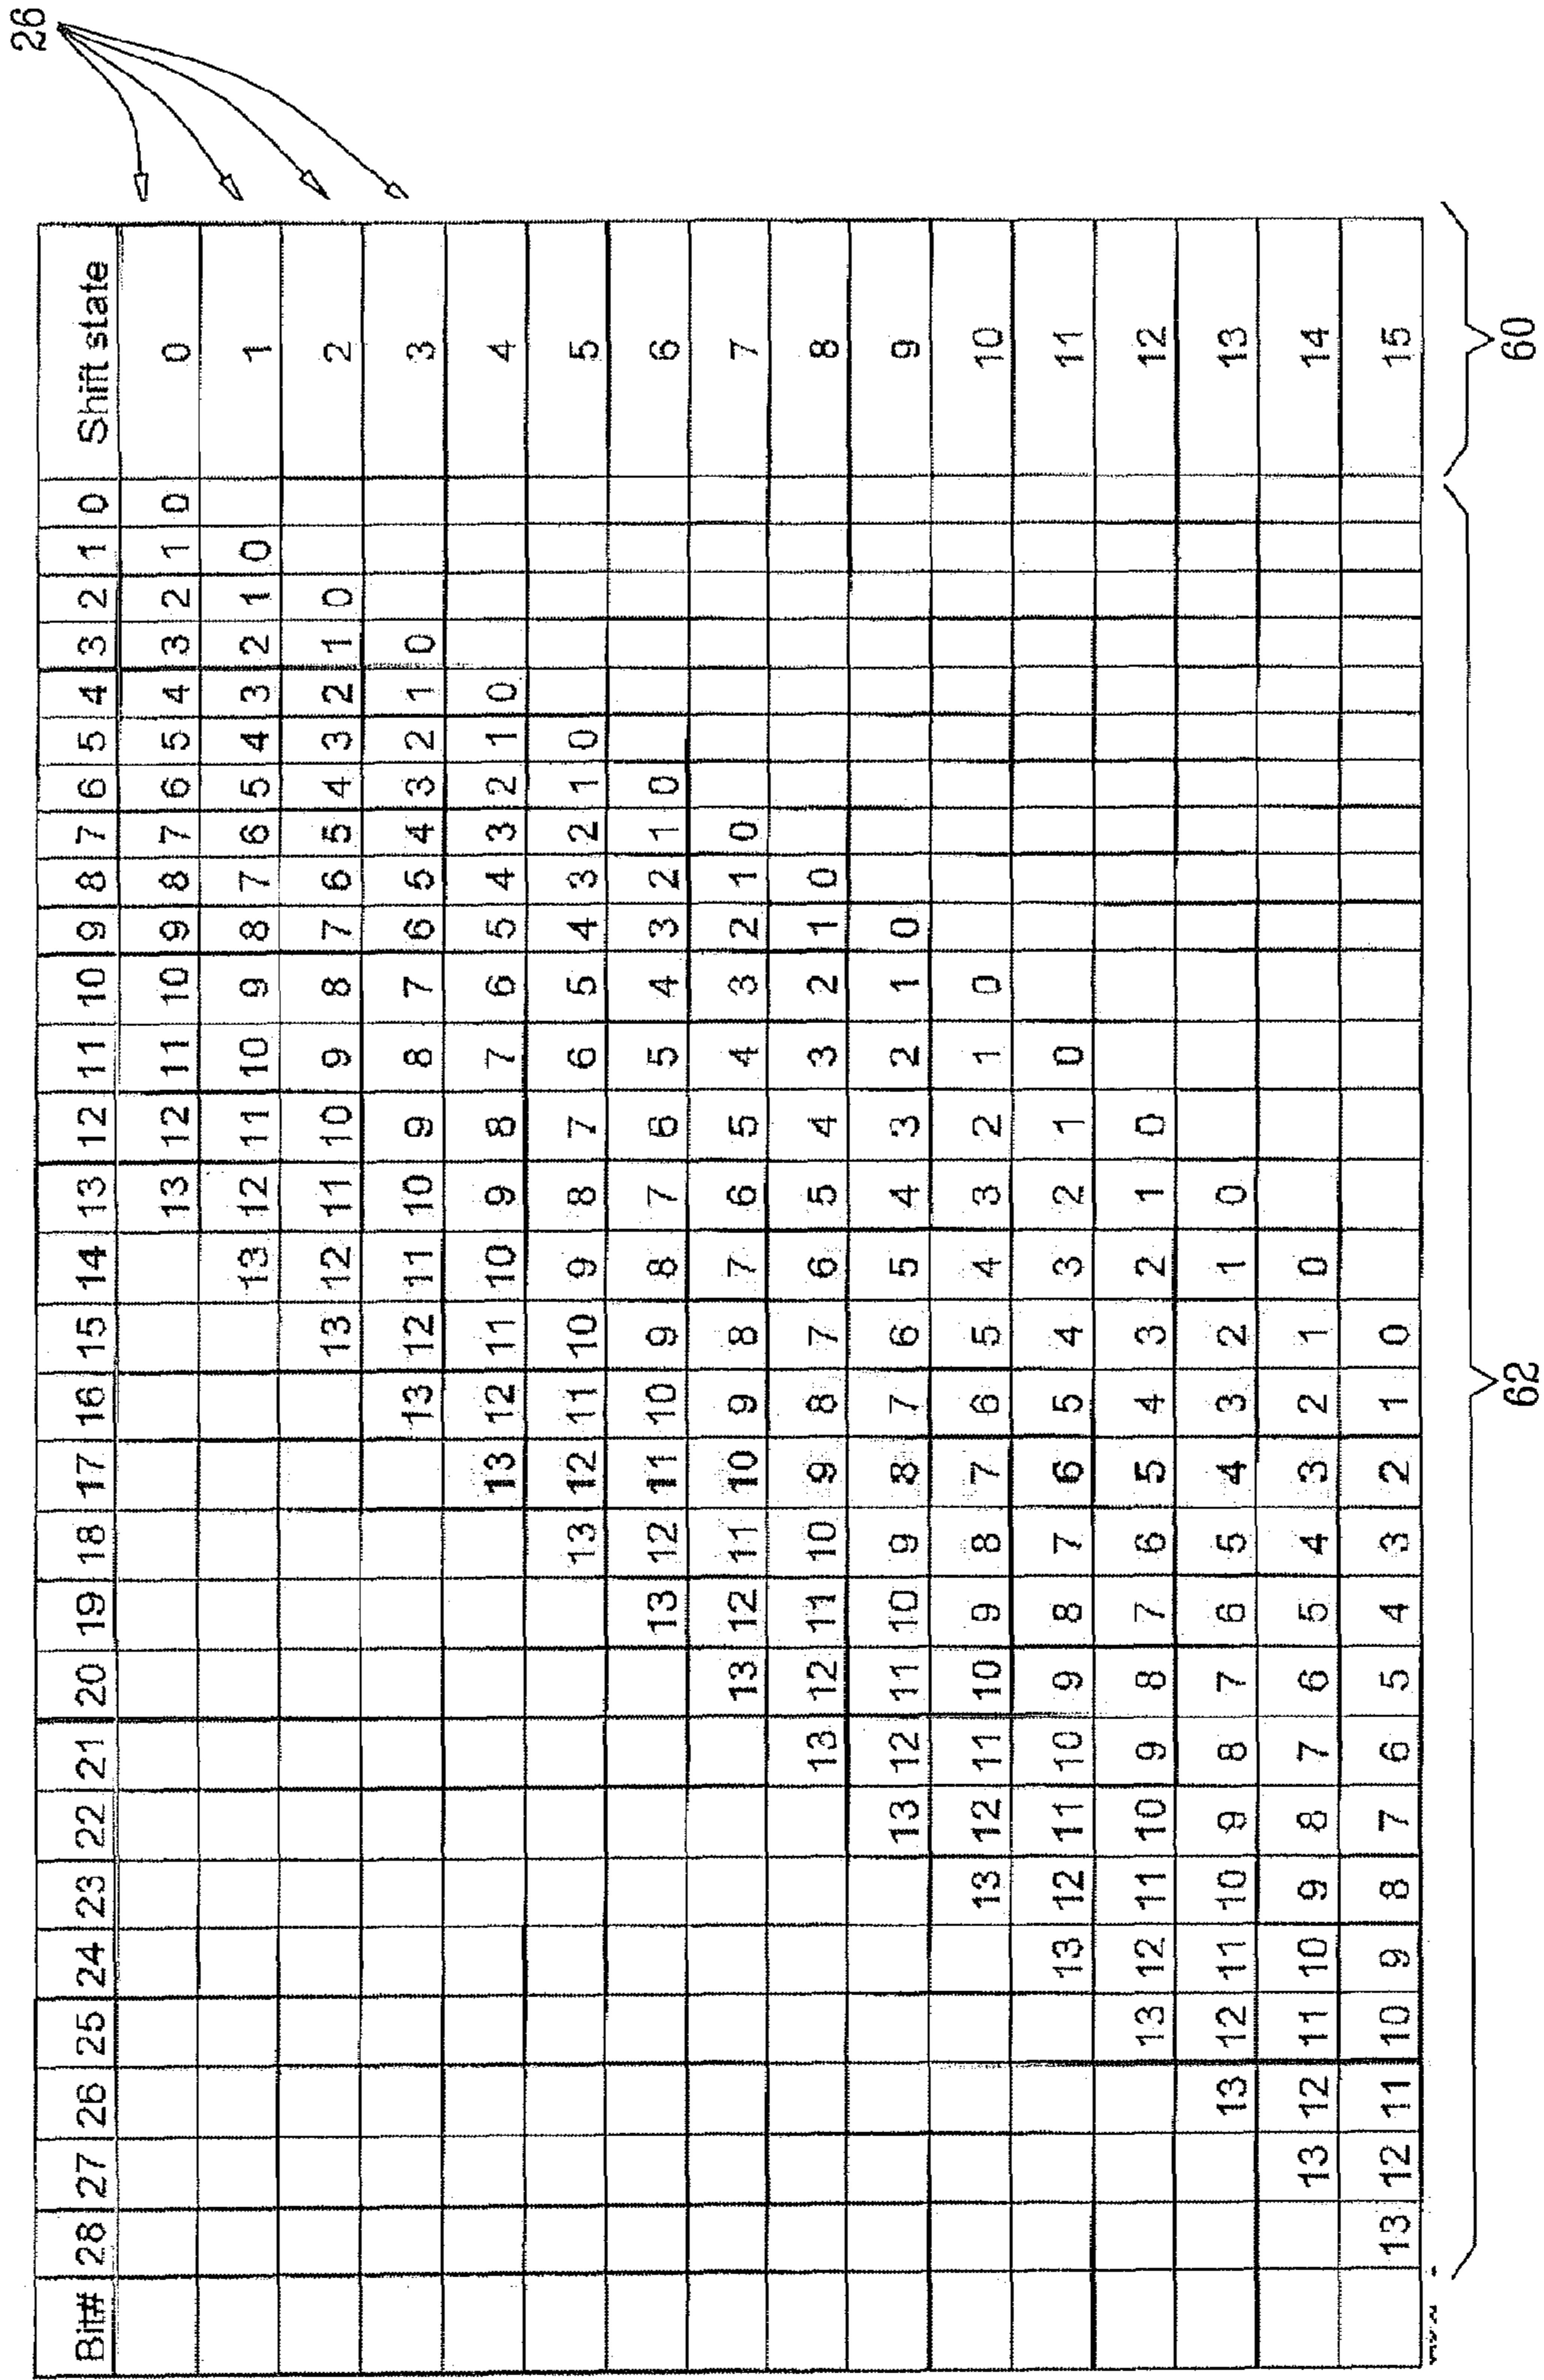 26
Bit# 28 27 26 25 24 23 22 21 20 19 18 17 16 15 14 13 12 11 10 9 8 7 6 5 4 3 2 1 0 Shift state
13 12 11 10 9 8 7 6 5 4 3 2 1 0 0
13 12 11 10 9 8 7 6 5 4 3 2 1 0 1
13 12 11 10 9 8 7 6 5 4 3 2 1 0 2
13 12 11 10 9 8 7 6 5 4 3 2 1 0 3
13 12 11 10 9 8 7 6 5 4 3 2 1 0 4
13 12 11 10 9 8 7 6 5 4 3 2 1 0 5
13 12 11 10 9 8 7 6 5 4 3 2 1 0 6
13 12 11 10 9 8 7 6 5 4 3 2 1 0 7
13 12 11 10 9 8 7 6 5 4 3 2 1 0 8
13 12 11 10 9 8 7 6 5 4 3 2 1 0 9
13 12 11 10 9 8 7 6 5 4 3 2 1 0 10
13 12 11 10 9 8 7 6 5 4 3 2 1 0 11
13 12 11 10 9 8 7 6 5 4 3 2 1 0 12
13 12 11 10 9 8 7 6 5 4 3 2 1 0 13
13 12 11 10 9 8 7 6 5 4 3 2 1 0 14
13 12 11 10 9 8 7 6 5 4 3 2 1 0 15
62 60